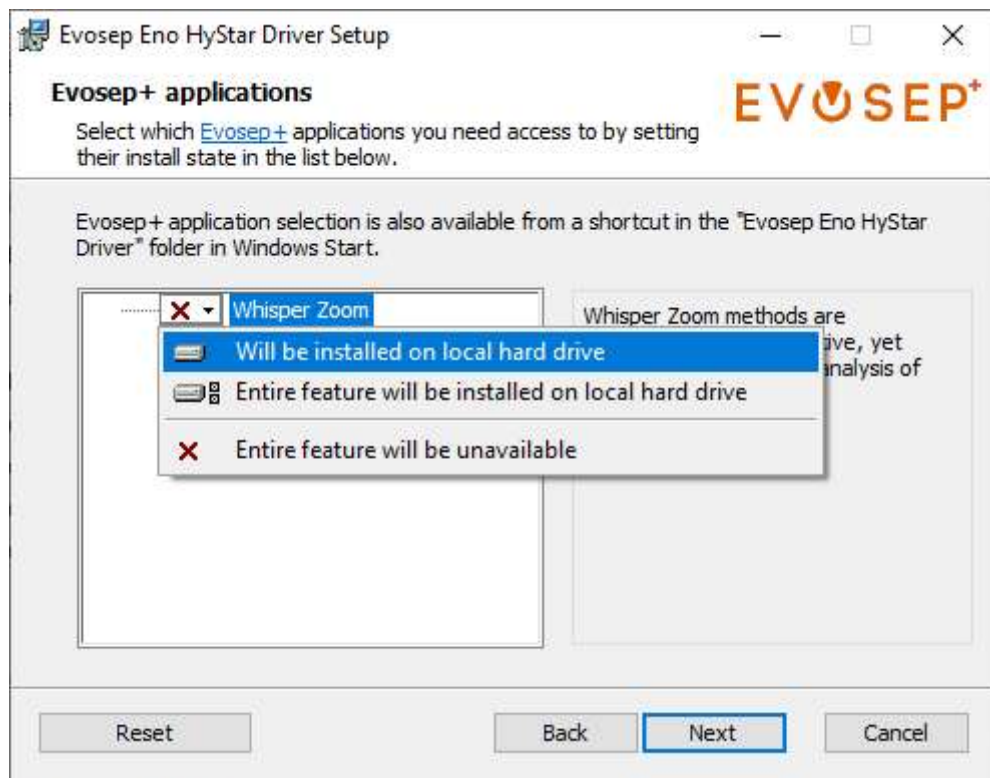 Evosep Eno HyStar Driver Setup
Evosep+ applications
EVOSEP+
Select which Evosep+ applications you need access to by setting
their install state in the list below.
Evosep+ application selection is also available from a shortcut in the "Evosep Eno HyStar
Driver" folder in Windows Start.
Whisper Zoom
Whisper Zoom methods are
ive, yet
analysis of
Will be installed on local hard drive
Entire feature will be installed on local hard drive
Entire feature will be unavailable
Reset
Back
Next
Cancel